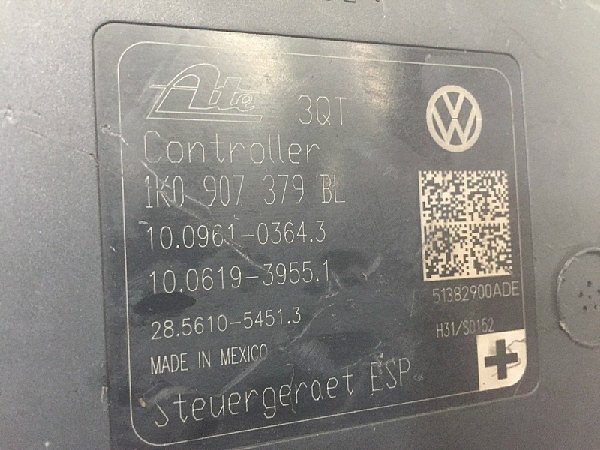 Ate 3QT
Controller
1K0 907 379 BL
10.0961-0364.3
10.0619-3955.1
51382900ADE
28.5610-5451.3
H31/SD152
MADE IN MEXICO
Steuergeraet ESP